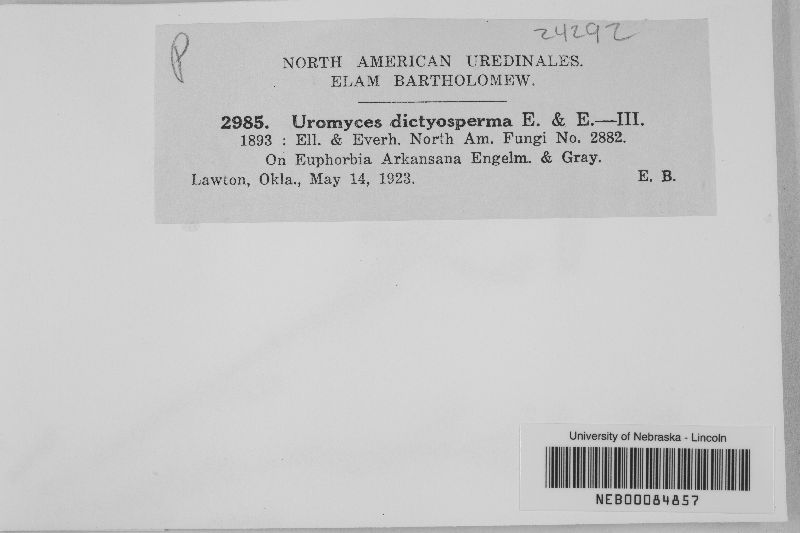 24292
P
NORTH AMERICAN UREDINALES.
ELAM BARTHOLOMEW.
2985. Uromyces dictyosperma E. & E.—III.
1893 : Ell. & Everh. North Am. Fungi No. 2882.
On Euphorbia Arkansana Engelm. & Gray.
Lawton, Okla., May 14, 1923. E. B.
University of Nebraska - Lincoln
NEB00084857